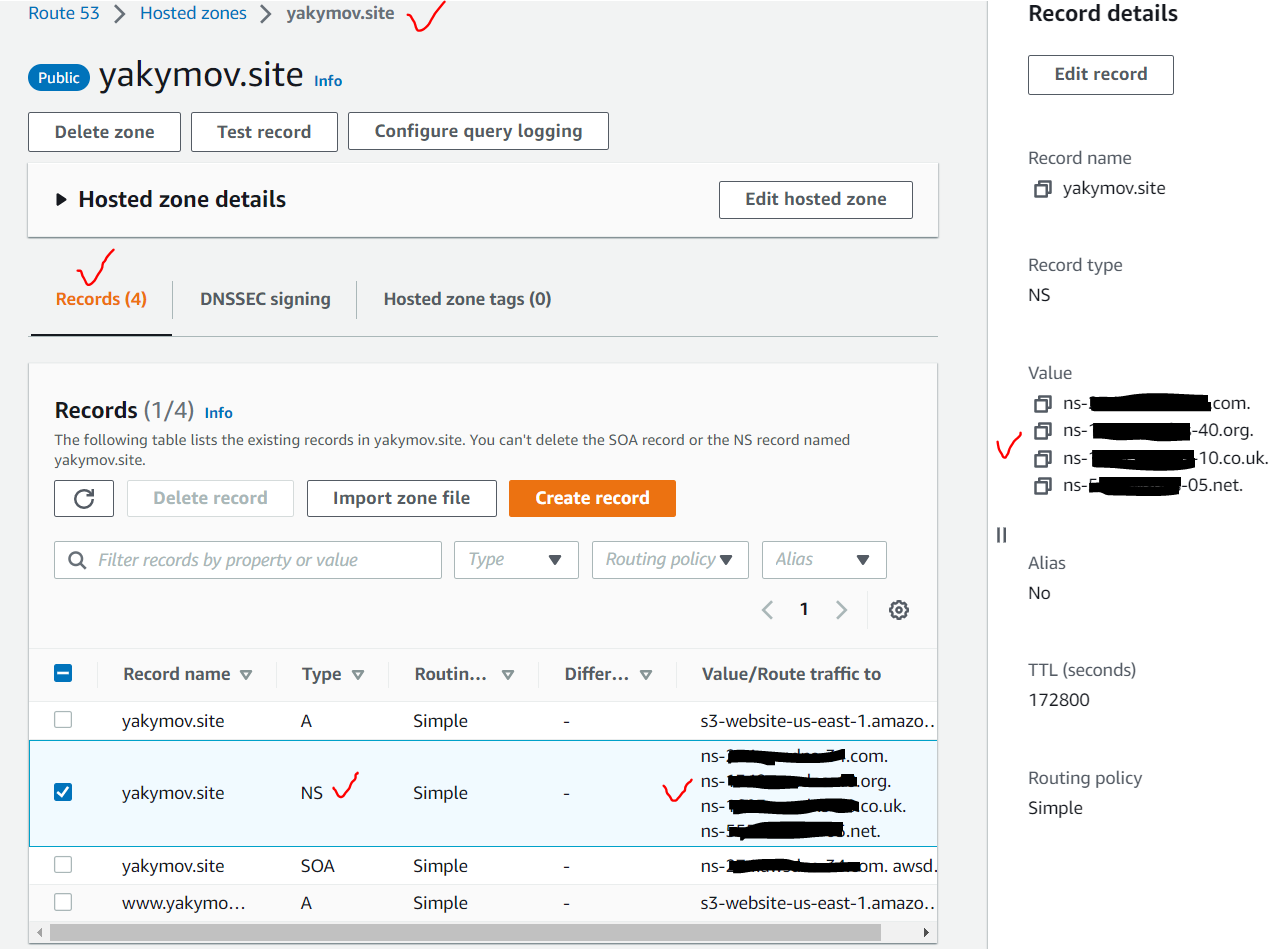 Route 53 > Hosted zones > yakymov.site
Public yakymov.site Info
Delete zone Test record Configure query logging
Hosted zone details Edit hosted zone
Records (4) DNSSEC signing Hosted zone tags (0)
Records (1/4) Info
The following table lists the existing records in yakymov.site. You can't delete the SOA record or the NS record named
yakymov.site.
Delete record Import zone file Create record
Filter records by property or value Type Routing policy Alias
1
Record name Type Routin... Differ... Value/Route traffic to
yakymov.site A Simple - s3-website-us-east-1.amazo..
yakymov.site NS Simple -
ns- .com.
ns- .org.
ns- .co.uk.
ns- .net.
yakymov.site SOA Simple - ns- om. awsd.
www.yakymo... A Simple - s3-website-us-east-1.amazo..
Record details
Edit record
Record name
yakymov.site
Record type
NS
Value
ns- .com.
ns- -40.org.
ns- -10.co.uk.
ns- -05.net.
Alias
No
TTL (seconds)
172800
Routing policy
Simple